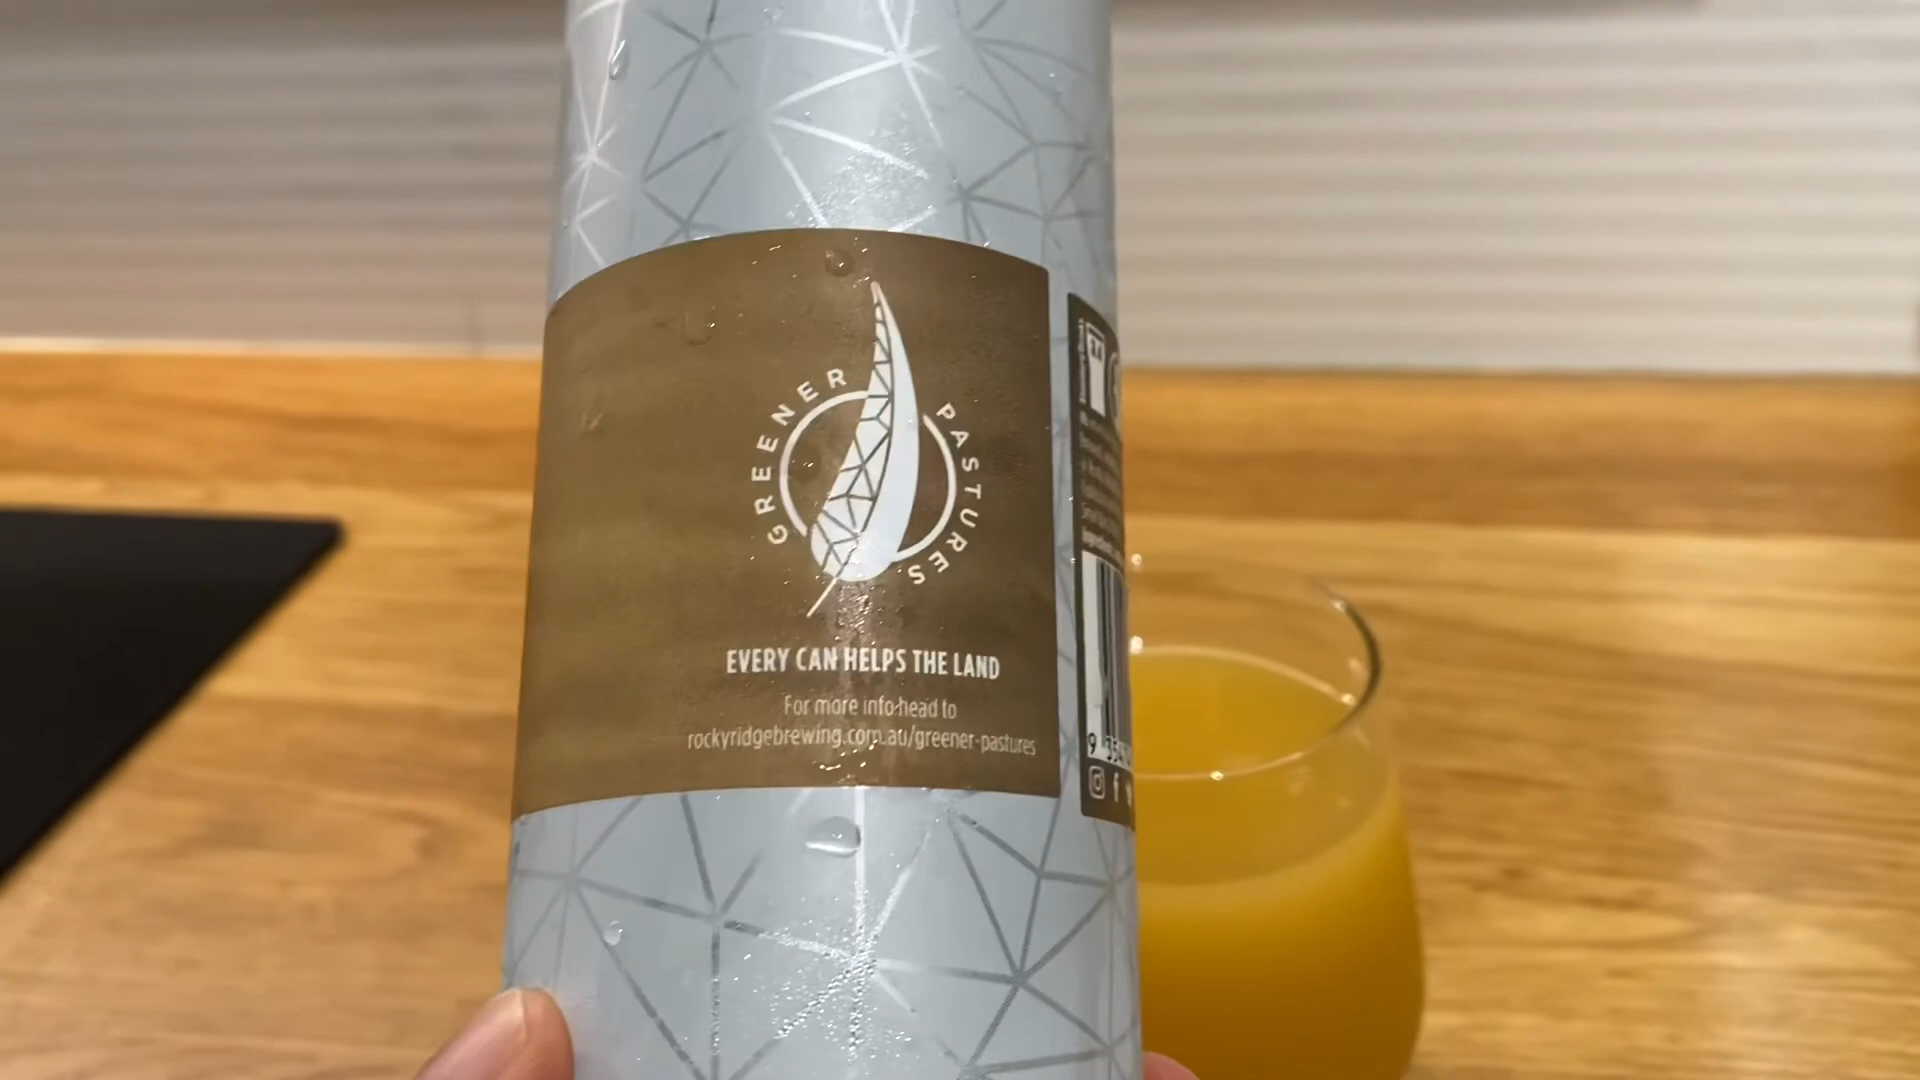 GREENER PASTURES
EVERY CAN HELPS THE LAND
For more info head to
rockyridgebrewing.com.au/greener-pastures